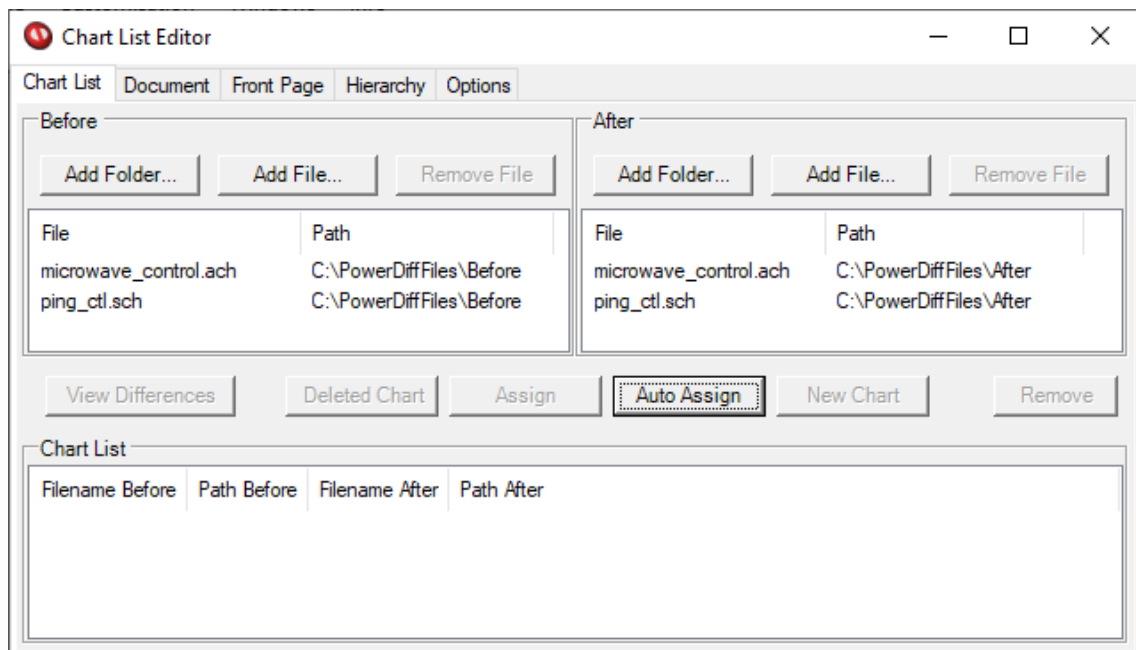 Chart List Editor
Chart List Document Front Page Hierarchy Options
Before
Add Folder... Add File... Remove File
File Path
microwave_control.ach C:\PowerDiffFiles\Before
ping_ctl.sch C:\PowerDiffFiles\Before
After
Add Folder... Add File... Remove File
File Path
microwave_control.ach C:\PowerDiffFiles\After
ping_ctl.sch C:\PowerDiffFiles\After
View Differences Deleted Chart Assign Auto Assign New Chart Remove
Chart List
Filename Before Path Before Filename After Path After